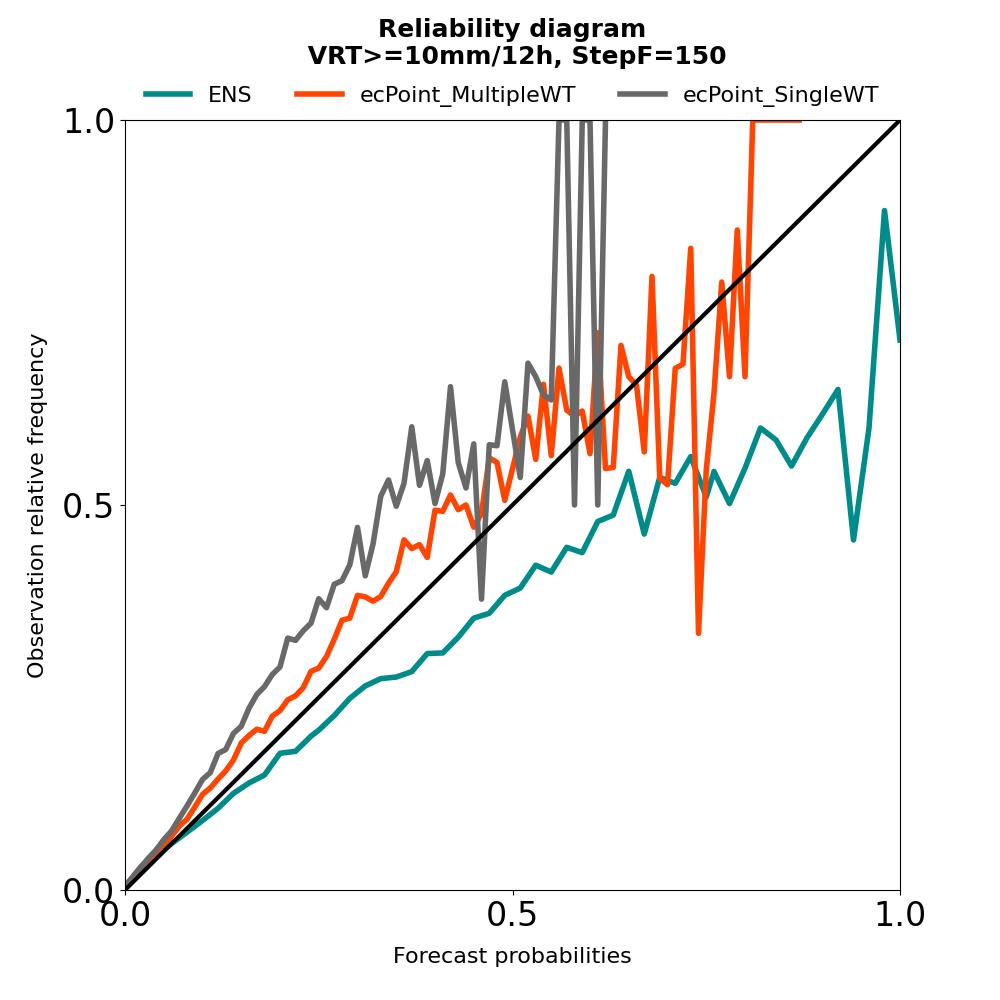 Reliability diagram
VRT>=10mm/12h, StepF=150
ENS ecPoint_MultipleWT ecPoint_SingleWT
1.0
0.5
0.0
0.0 0.5 1.0
Observation relative frequency
Forecast probabilities